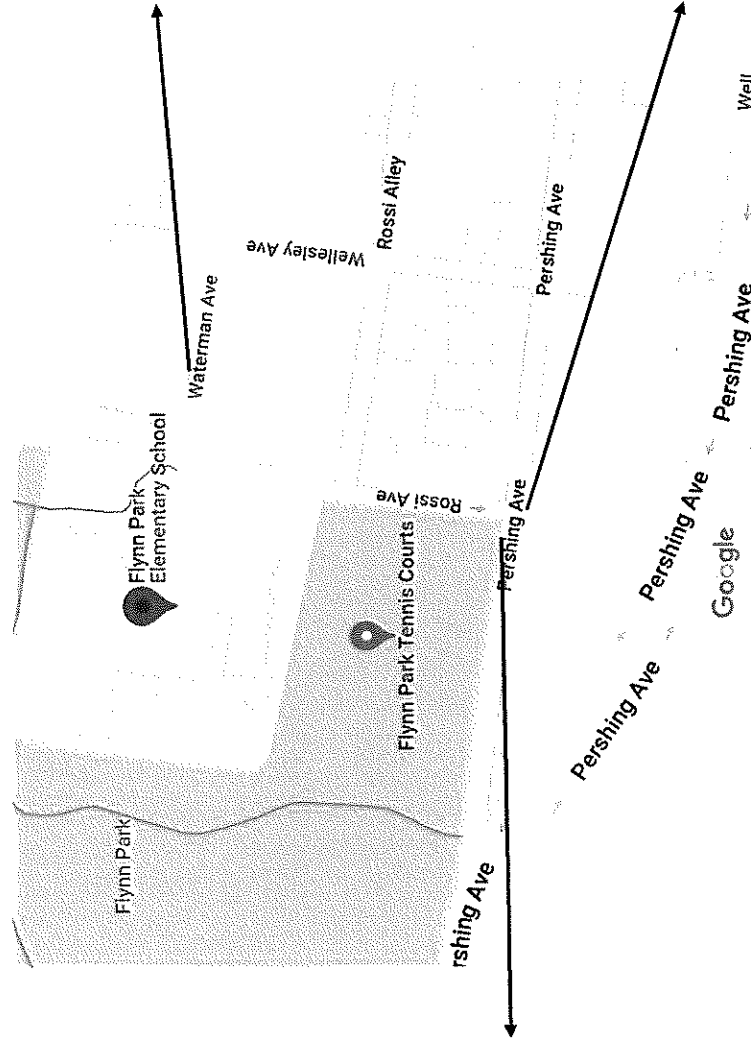 Waterman Ave
Flynn Park
Elementary School
Wellesley Ave
Rossi Alley
Flynn Park
Rossi Ave
Flynn Park Tennis Courts
Pershing Ave
Pershing Ave
rshing Ave
Pershing Ave
Pershing Ave
Pershing Ave
Google
Well